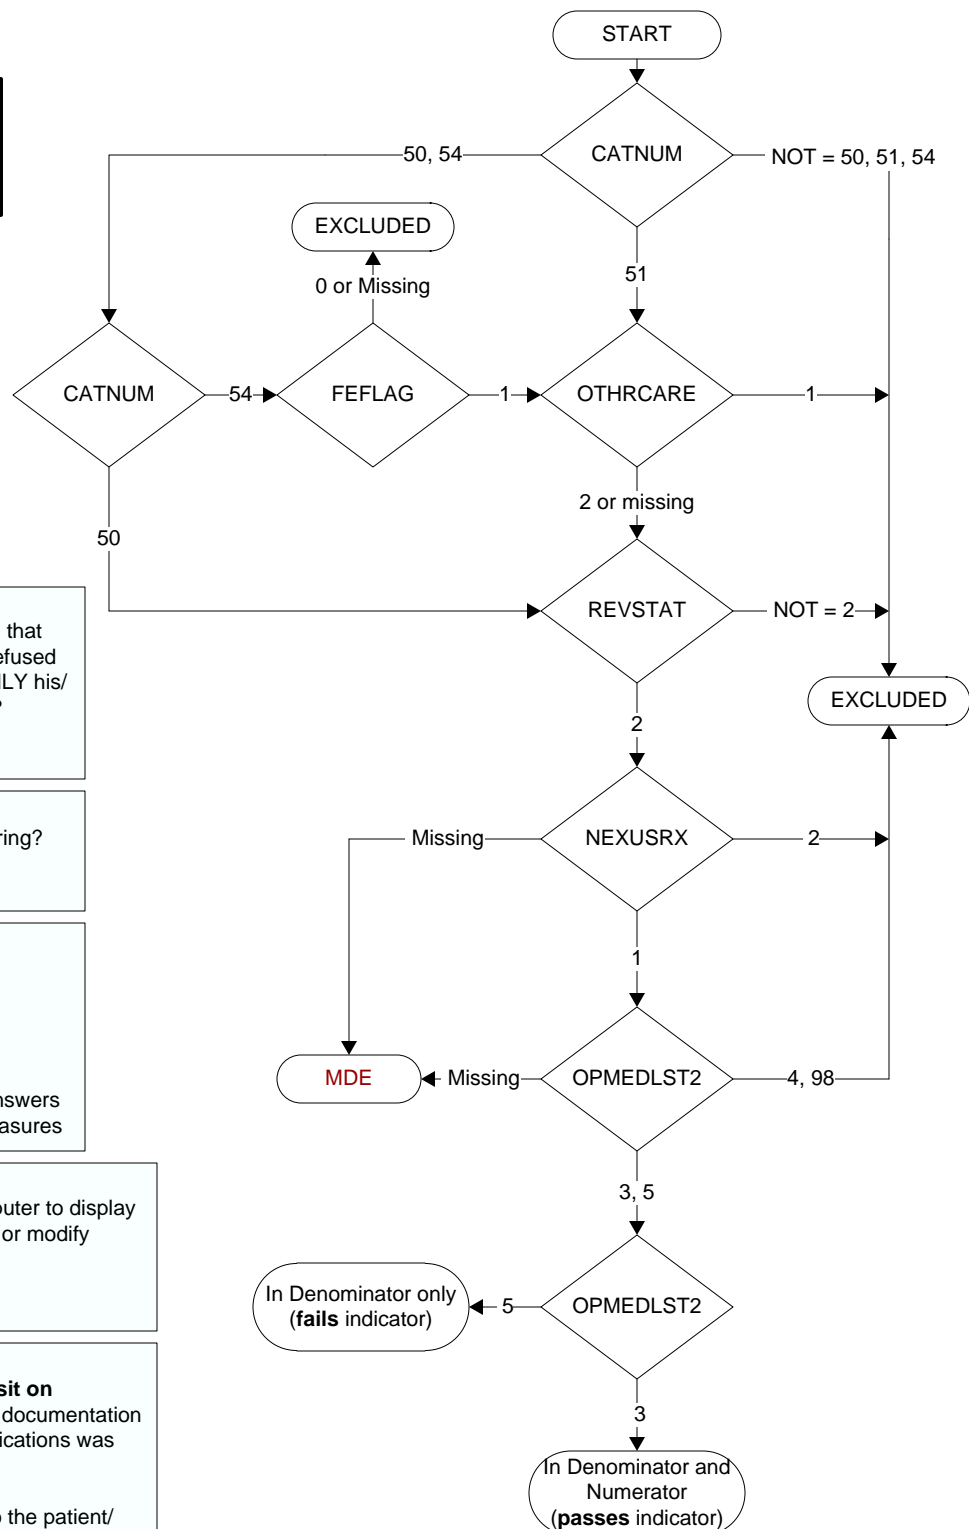 START
CATNUM
50, 54
NOT = 50, 51, 54
EXCLUDED
0 or Missing
51
CATNUM
54
FEFLAG
1
OTHRCARE
1
2 or missing
50
REVSTAT
NOT = 2
that
efused
NLY his/
?
EXCLUDED
2
ring?
Missing
NEXUSRX
2
1
MDE
Missing
OPMEDLST2
4, 98
nswers
asures
3, 5
outer to display
or modify
In Denominator only
(fails indicator)
5
OPMEDLST2
sit on
documentation
ications was
3
In Denominator and
Numerator
(passes indicator)
o the patient/